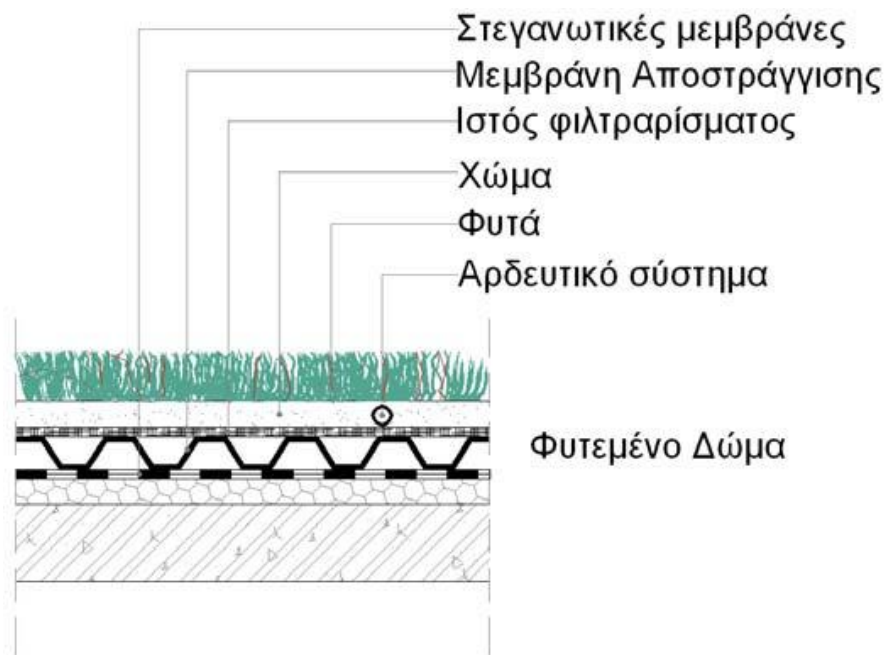 Στεγανωτικές μεμβράνες
Μεμβράνη Αποστράγγισης
Ιστός φιλτραρίσματος
Χώμα
Φυτά
Αρδευτικό σύστημα
Φυτεμένο Δώμα